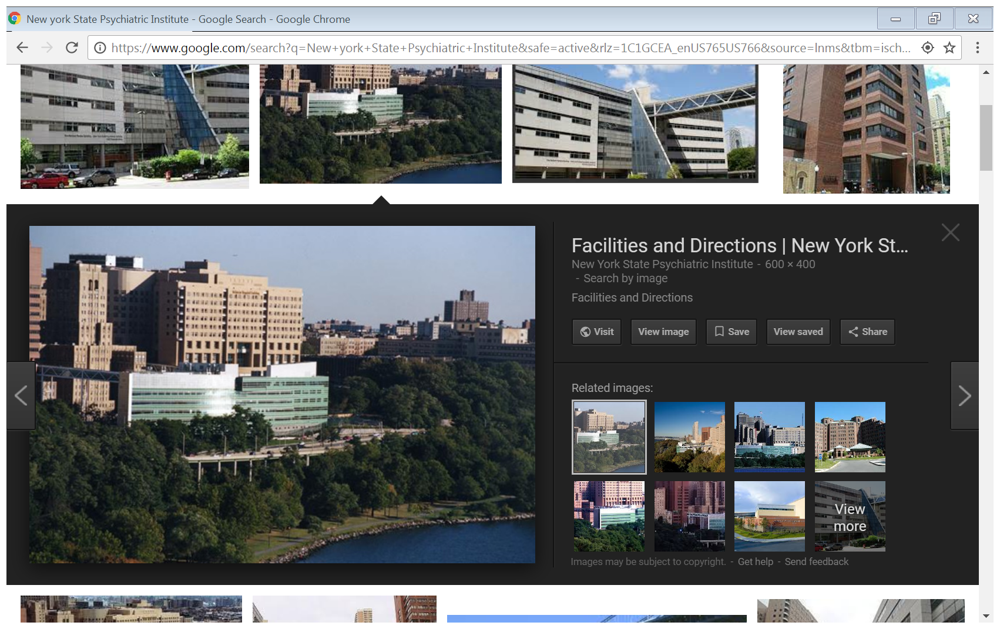 New york State Psychiatric Institute - Google Search - Google Chrome
https://www.google.com/search?q=New+york+State+Psychiatric+Institute&safe=active&rlz=1C1GCEA_enUS765US766&source=lnms&tbm=isch...
Facilities and Directions | New York St...
New York State Psychiatric Institute - 600 × 400
- Search by image
Facilities and Directions
Visit View image Save View saved Share
Related images:
View
more
Images may be subject to copyright. - Get help - Send feedback